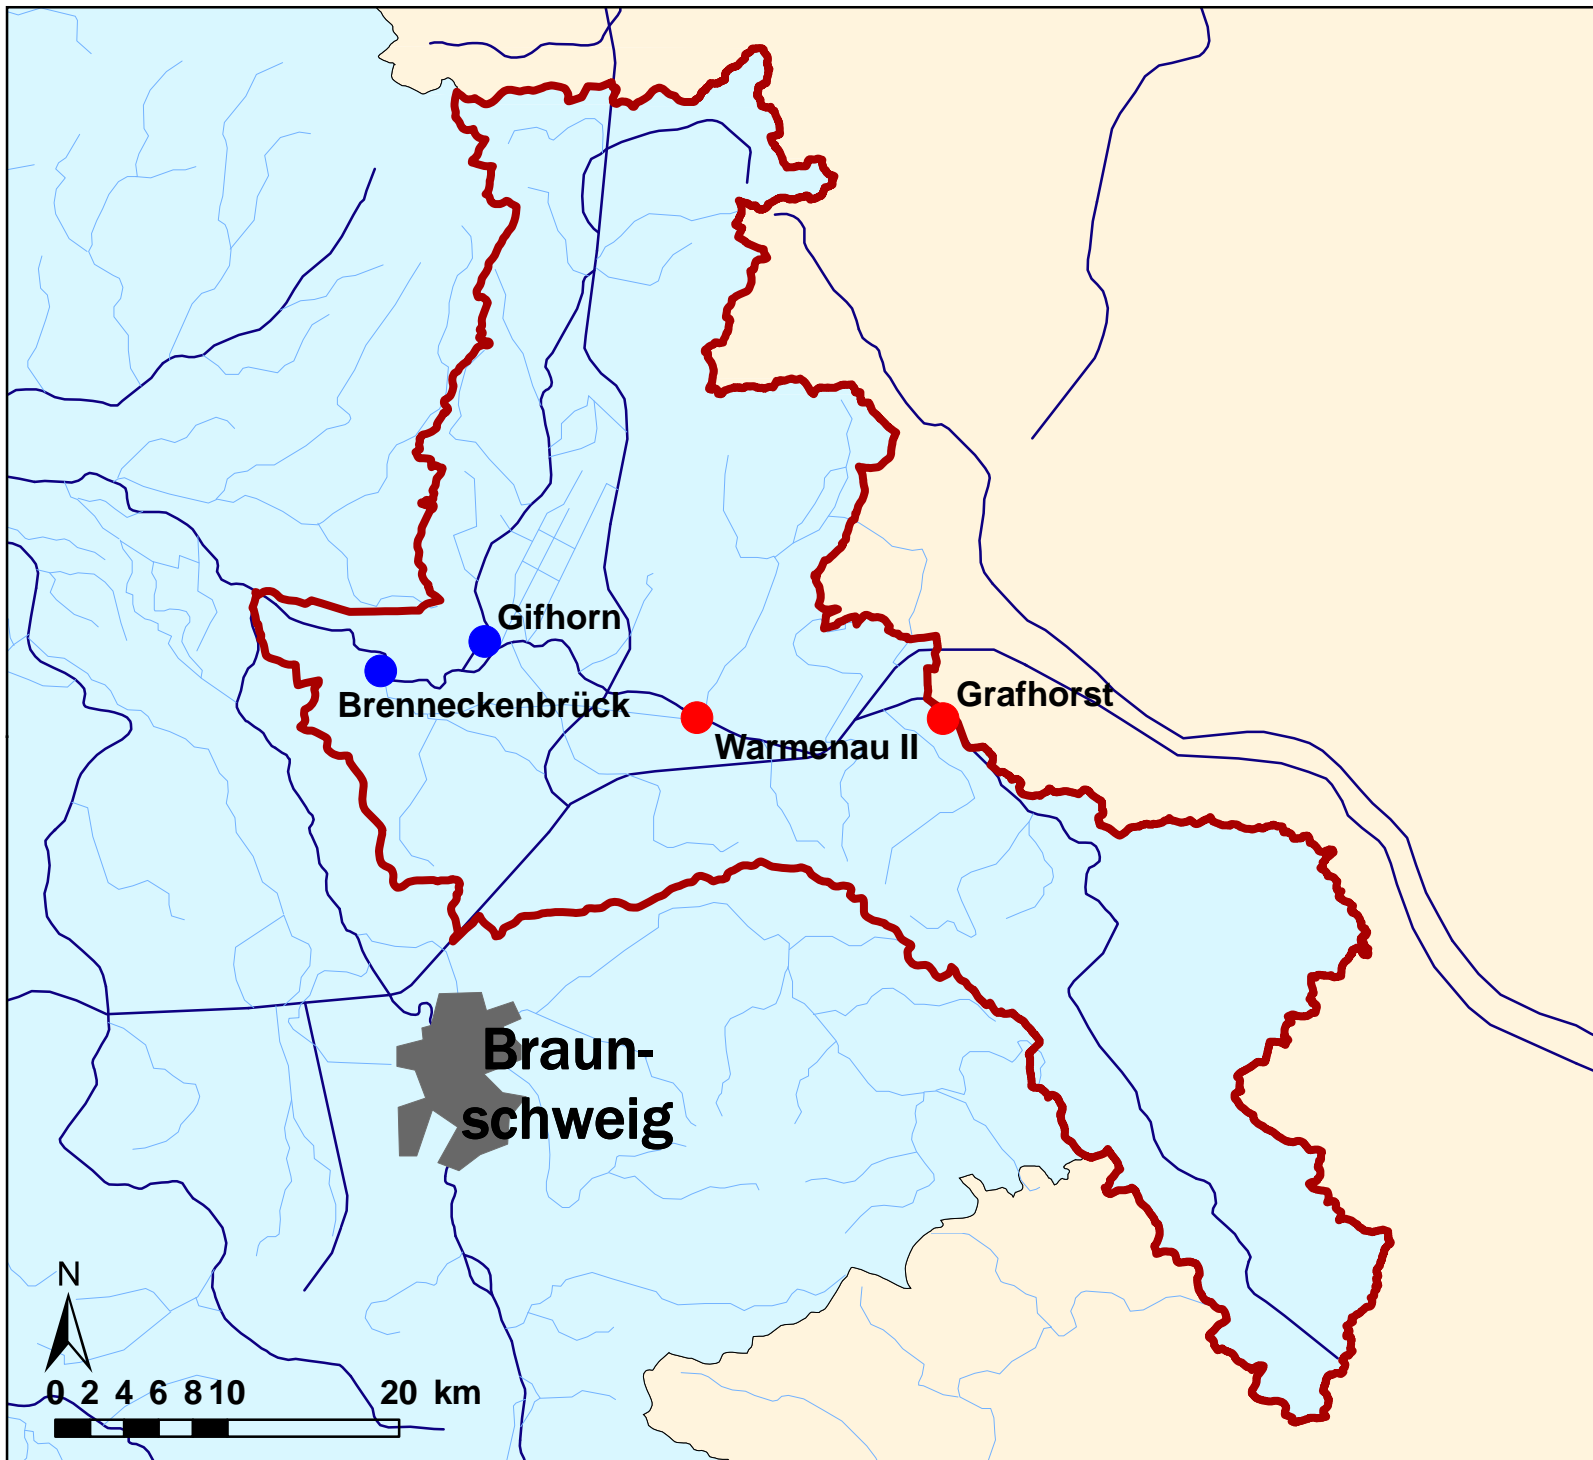 Gifhorn
Brenneckenbrück
Grafhorst
Warmenau II
Braun-
schweig
N
0 2 4 6 8 10 20 km